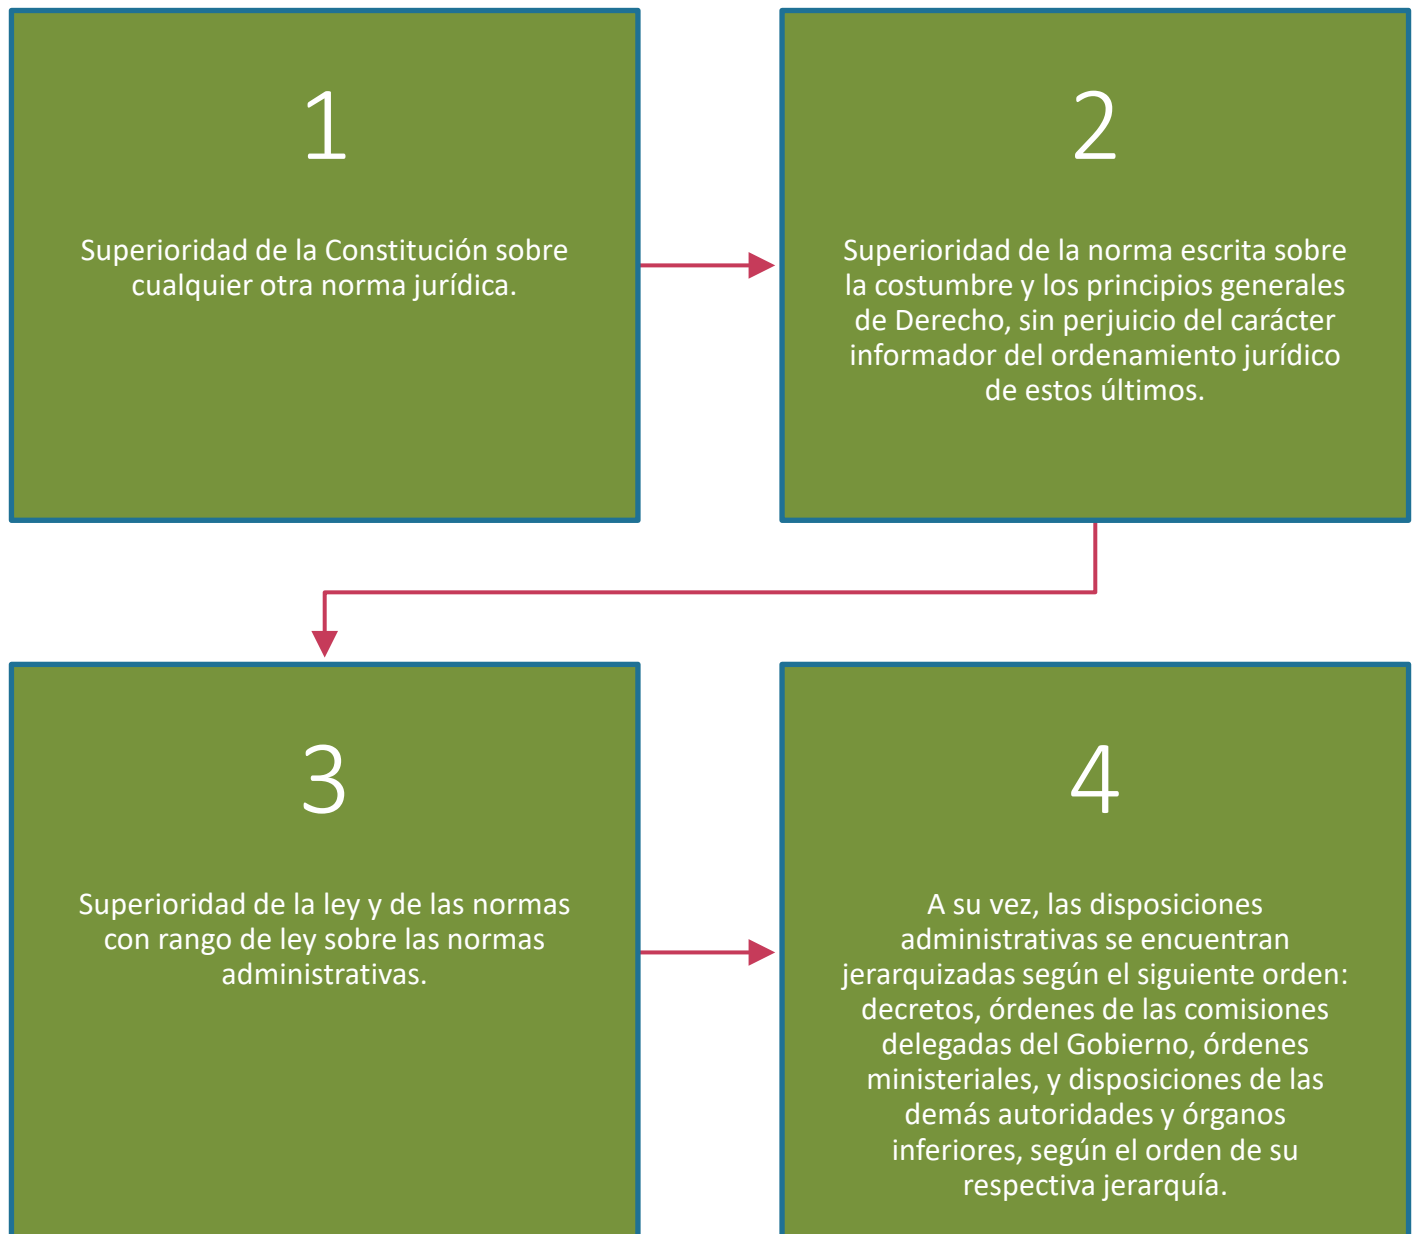 1
Superioridad de la Constitución sobre
cualquier otra norma jurídica.
2
Superioridad de la norma escrita sobre
la costumbre y los principios generales
de Derecho, sin perjuicio del carácter
informador del ordenamiento jurídico
de estos últimos.
3
Superioridad de la ley y de las normas
con rango de ley sobre las normas
administrativas.
4
A su vez, las disposiciones
administrativas se encuentran
jerarquizadas según el siguiente orden:
decretos, órdenes de las comisiones
delegadas del Gobierno, órdenes
ministeriales, y disposiciones de las
demás autoridades y órganos
inferiores, según el orden de su
respectiva jerarquía.